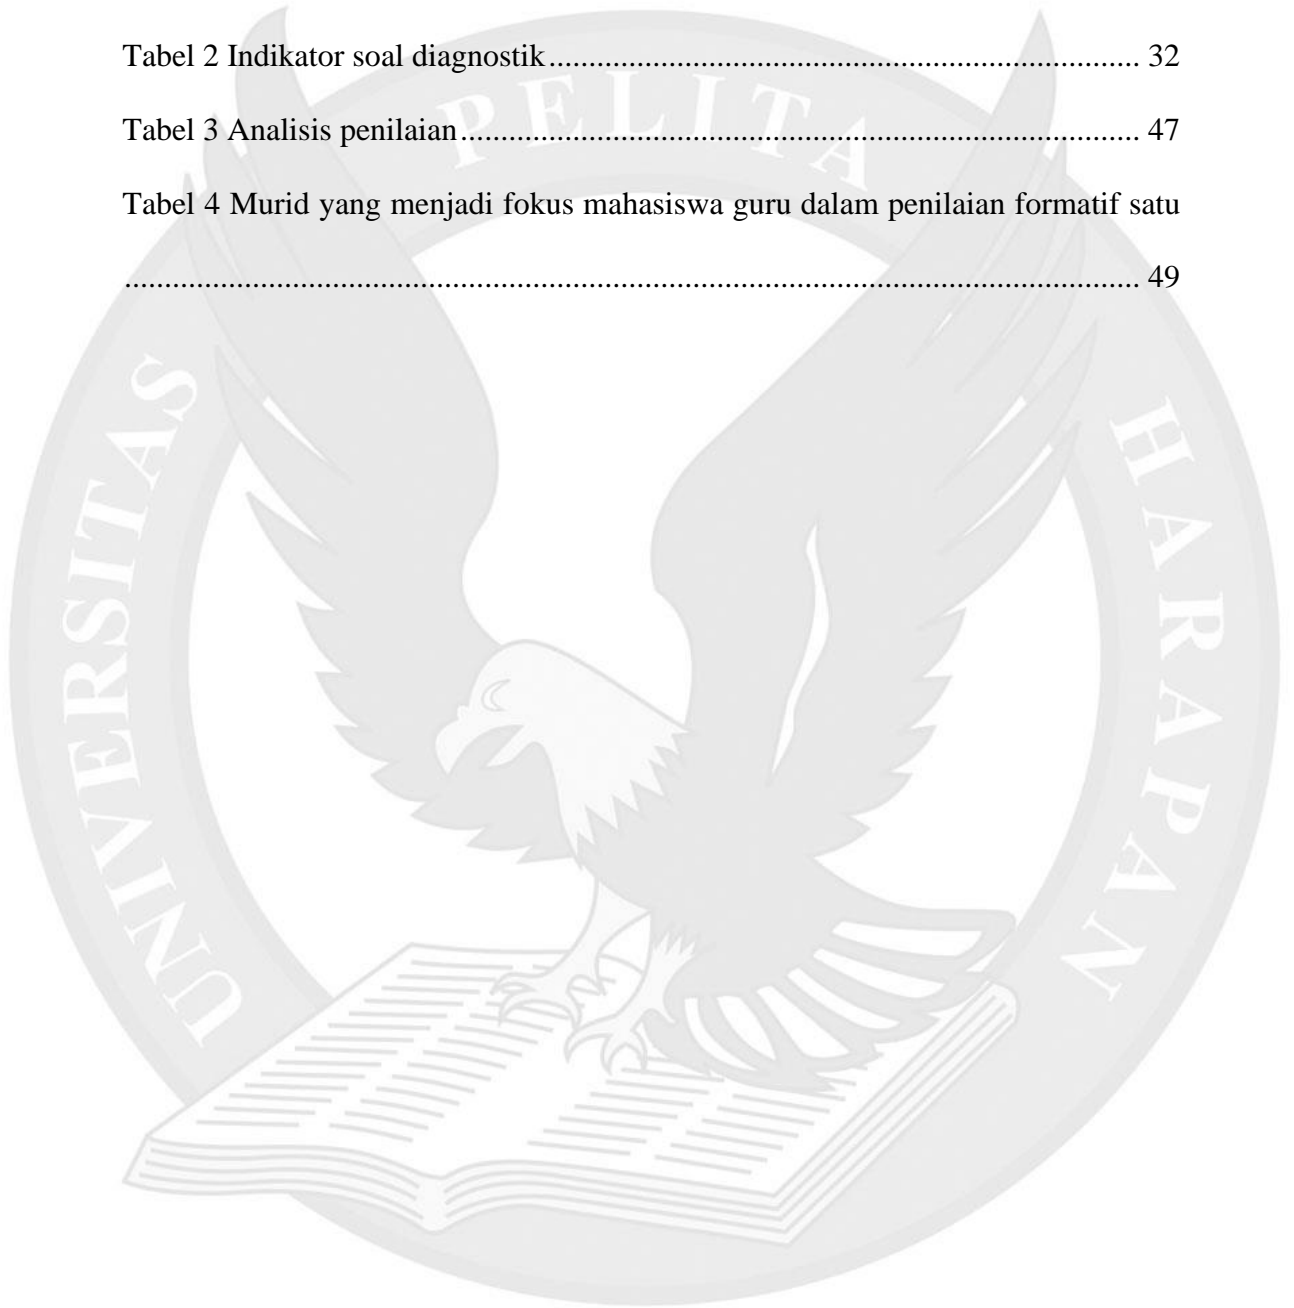 Tabel 2 Indikator soal diagnostik........................................................................... 32
Tabel 3 Analisis penilaian...................................................................................... 47
Tabel 4 Murid yang menjadi fokus mahasiswa guru dalam penilaian formatif satu
................................................................................................................................ 49
UNIVERSITAS PELITA HARAPAN